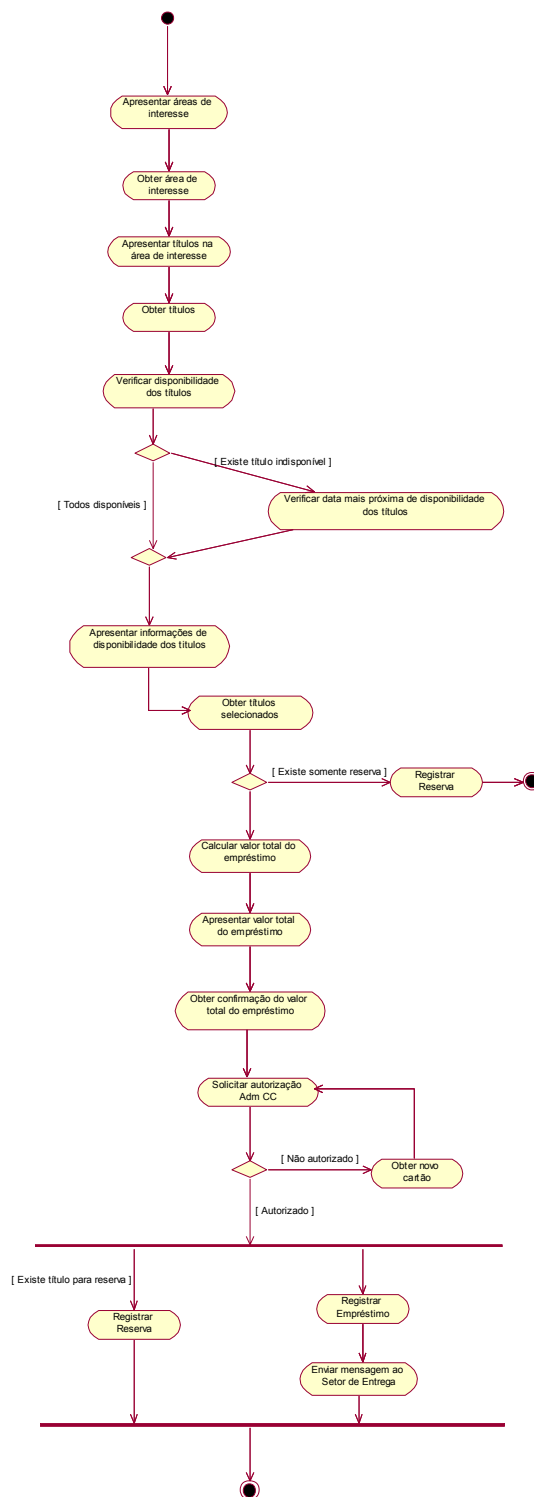 Apresentar áreas de
interesse
Obter área de
interesse
Apresentar títulos na
área de interesse
Obter títulos
Verificar disponibilidade
dos títulos
[ Existe título indisponível ]
[ Todos disponíveis ]
Verificar data mais próxima de disponibilidade
dos títulos
Apresentar informações de
disponibilidade dos titulos
Obter títulos
selecionados
[ Existe somente reserva ]
Registrar
Reserva
Calcular valor total do
empréstimo
Apresentar valor total
do empréstimo
Obter confirmação do valor
total do empréstimo
Solicitar autorização
Adm CC
[ Não autorizado ]
Obter novo
cartão
[ Autorizado ]
[ Existe título para reserva ]
Registrar
Reserva
Registrar
Empréstimo
Enviar mensagem ao
Setor de Entrega